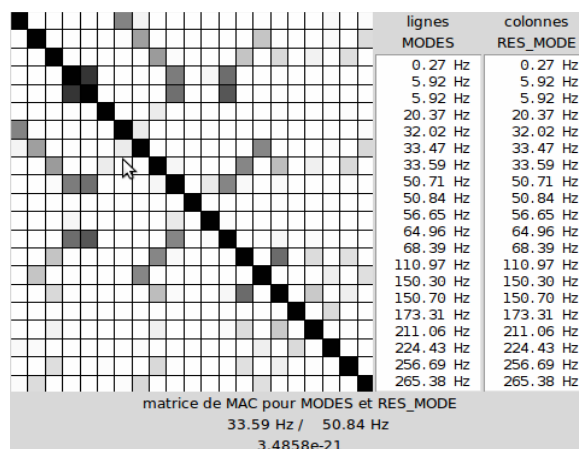 lignes colonnes
MODES RES_MODE
0.27 Hz 0.27 Hz
5.92 Hz 5.92 Hz
5.92 Hz 5.92 Hz
20.37 Hz 20.37 Hz
32.02 Hz 32.02 Hz
33.47 Hz 33.47 Hz
33.59 Hz 33.59 Hz
50.71 Hz 50.71 Hz
50.84 Hz 50.84 Hz
56.65 Hz 56.65 Hz
64.96 Hz 64.96 Hz
68.39 Hz 68.39 Hz
110.97 Hz 110.97 Hz
150.30 Hz 150.30 Hz
150.70 Hz 150.70 Hz
173.31 Hz 173.31 Hz
211.06 Hz 211.06 Hz
224.43 Hz 224.43 Hz
256.69 Hz 256.69 Hz
265.38 Hz 265.38 Hz
matrice de MAC pour MODES et RES_MODE
33.59 Hz / 50.84 Hz
3.4858e-21